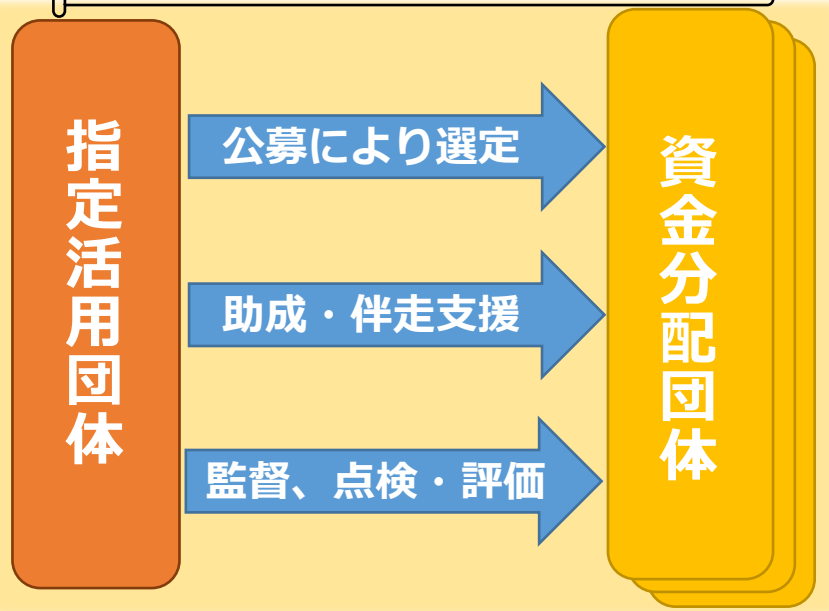 指定活用団体
公募により選定
助成・伴走支援
監督、点検・評価
資金分配団体